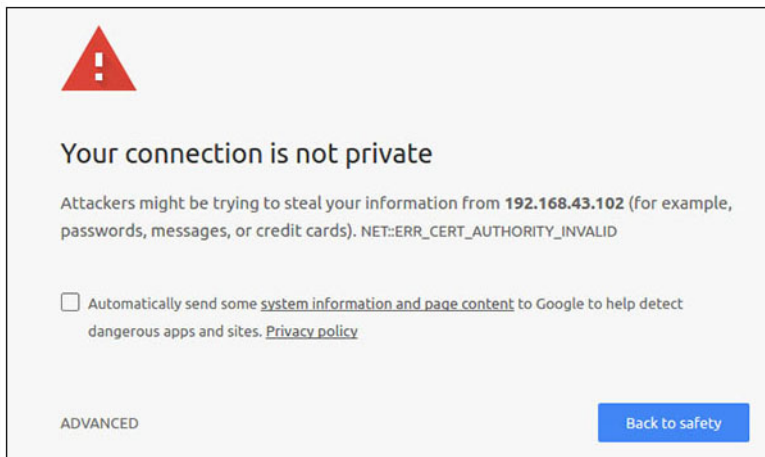 !
Your connection is not private
Attackers might be trying to steal your information from 192.168.43.102 (for example,
passwords, messages, or credit cards). NET::ERR_CERT_AUTHORITY_INVALID
Automatically send some system information and page content to Google to help detect
dangerous apps and sites. Privacy policy
ADVANCED
Back to safety